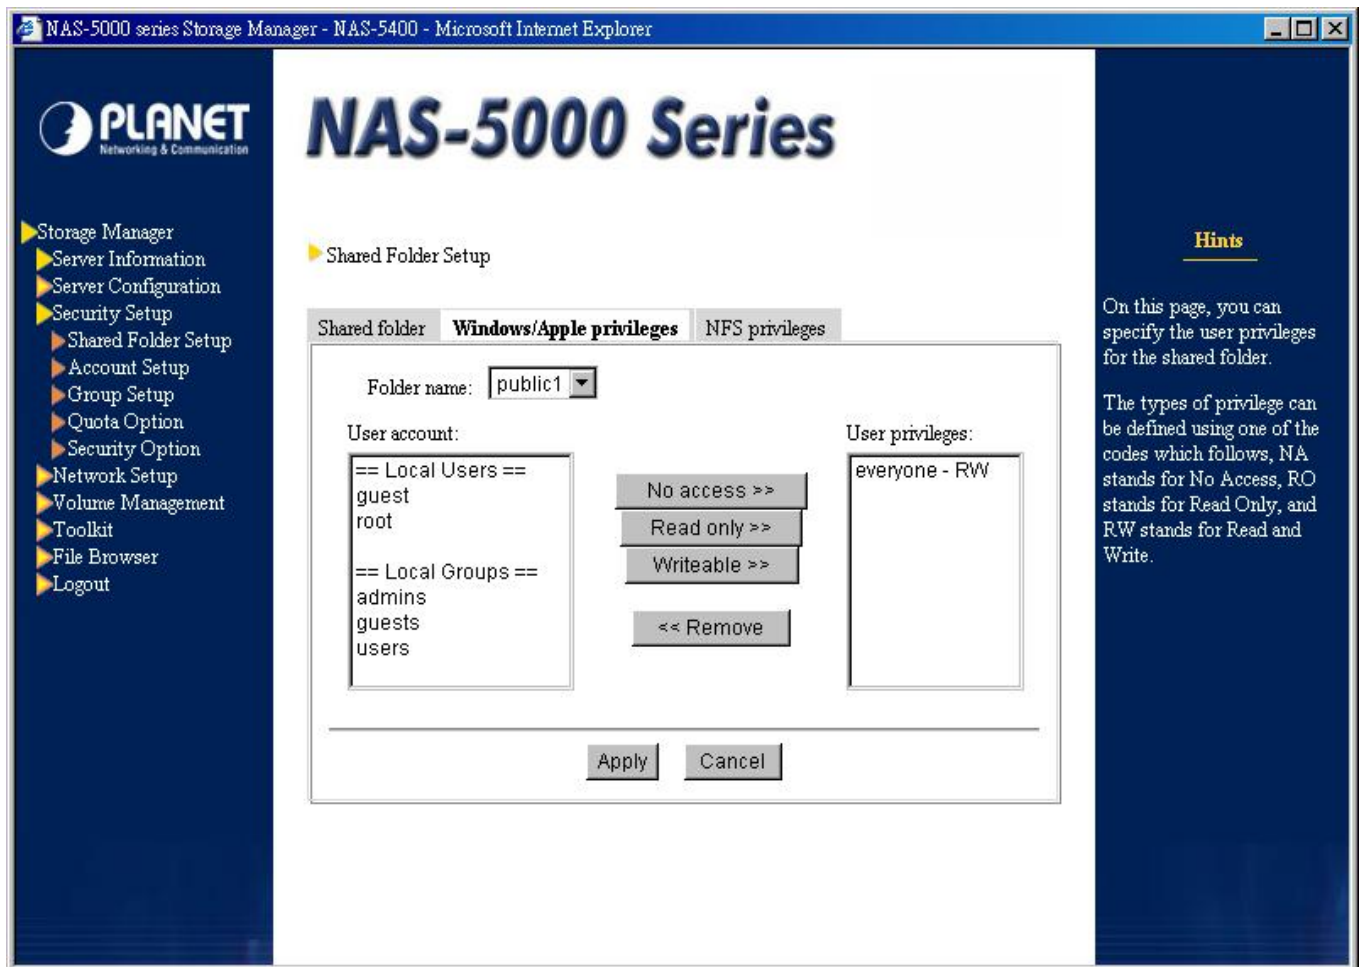 NAS-5000 series Storage Manager - NAS-5400 - Microsoft Internet Explorer
PLANET
Networking & Communication
NAS-5000 Series
Storage Manager
Server Information
Server Configuration
Security Setup
Shared Folder Setup
Account Setup
Group Setup
Quota Option
Security Option
Network Setup
Volume Management
Toolkit
File Browser
Logout
Shared Folder Setup
Shared folder Windows/Apple privileges NFS privileges
Folder name: public1
User account:
== Local Users ==
guest
root
== Local Groups ==
admins
guests
users
No access >>
Read only >>
Writeable >>
<< Remove
User privileges:
everyone - RW
Apply Cancel
Hints
On this page, you can
specify the user privileges
for the shared folder.
The types of privilege can
be defined using one of the
codes which follows, NA
stands for No Access, RO
stands for Read Only, and
RW stands for Read and
Write.